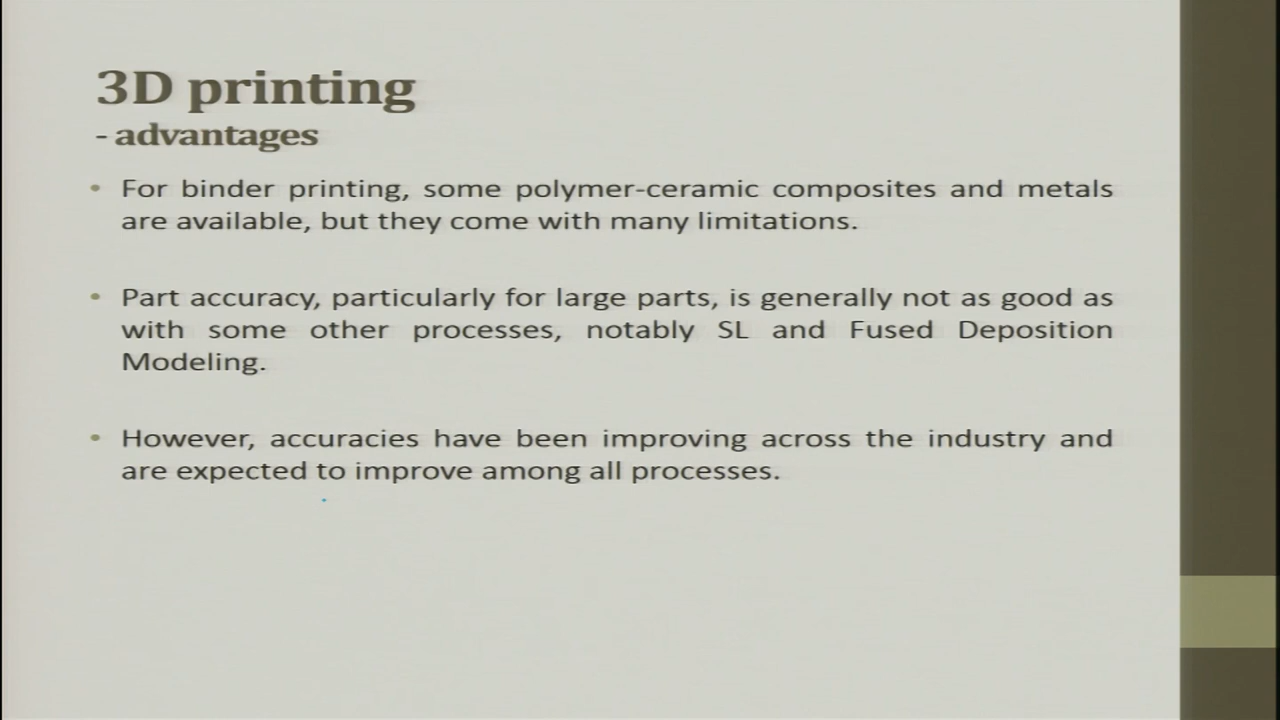 3D printing
- advantages
• For binder printing, some polymer-ceramic composites and metals
are available, but they come with many limitations.
• Part accuracy, particularly for large parts, is generally not as good as
with some other processes, notably SL and Fused Deposition
Modeling.
• However, accuracies have been improving across the industry and
are expected to improve among all processes.